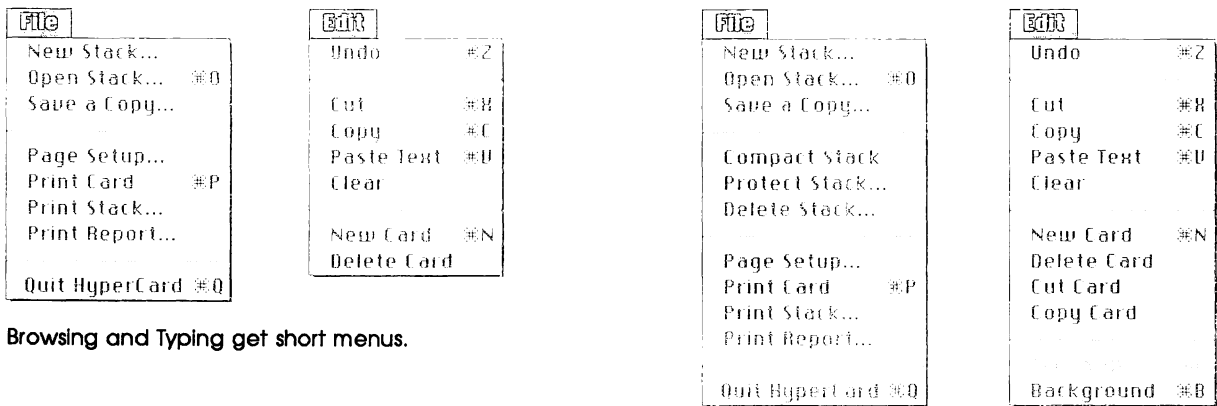 File
New Stack...
Open Stack... ⌘O
Save a Copy...
Page Setup...
Print Card ⌘P
Print Stack...
Print Report...
Quit HyperCard ⌘Q
Edit
Undo ⌘Z
Cut ⌘X
Copy ⌘C
Paste Text ⌘V
Clear
New Card ⌘N
Delete Card
Browsing and Typing get short menus.
File
New Stack...
Open Stack... ⌘O
Save a Copy...
Compact Stack
Protect Stack...
Delete Stack...
Page Setup...
Print Card ⌘P
Print Stack...
Print Report...
Quit HyperCard ⌘Q
Edit
Undo ⌘Z
Cut ⌘X
Copy ⌘C
Paste Text ⌘V
Clear
New Card ⌘N
Delete Card
Cut Card
Copy Card
Background ⌘B